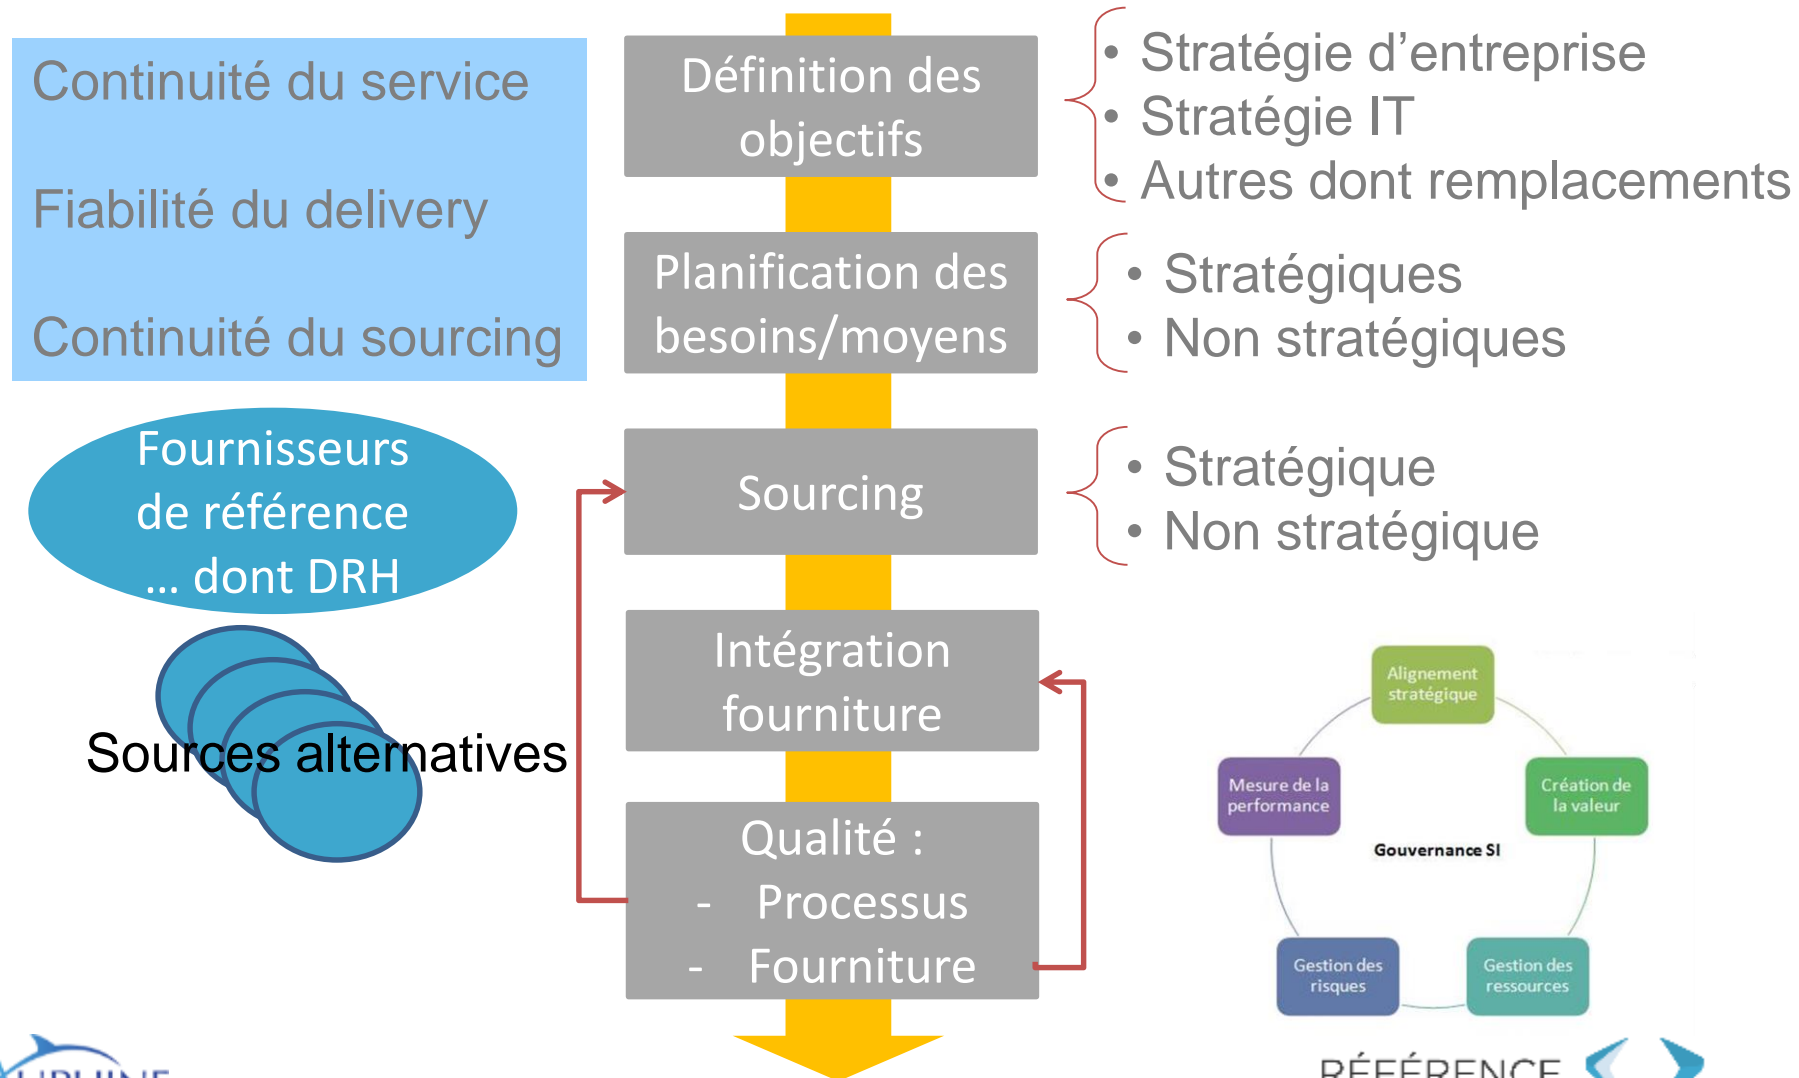 Continuité du service
Fiabilité du delivery
Continuité du sourcing
Fournisseurs
de référence
... dont DRH
Sources alternatives
Définition des
objectifs
Planification des
besoins/moyens
Sourcing
Intégration
fourniture
Qualité :
- Processus
- Fourniture
• Stratégie d’entreprise
• Stratégie IT
• Autres dont remplacements
• Stratégiques
• Non stratégiques
• Stratégique
• Non stratégique
Alignement
stratégique
Mesure de la
performance
Création de
la valeur
Gouvernance SI
Gestion des
risques
Gestion des
ressources
RÉFÉRENCE